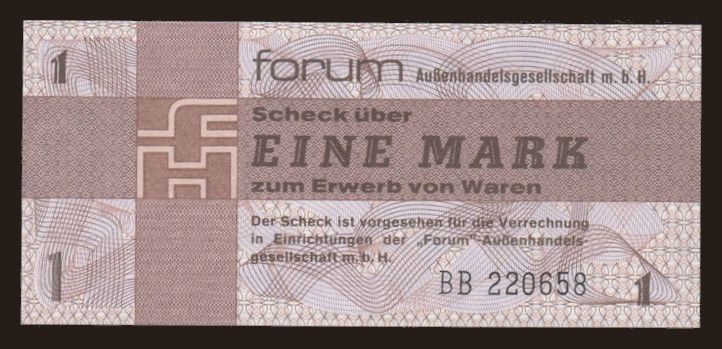 1
forum Außenhandelsgesellschaft m. b. H.
Scheck über
EINE MARK
zum Erwerb von Waren
Der Scheck ist vorgesehen für die Verrechnung
in Einrichtungen der „Forum"-Außenhandels-
gesellschaft m. b. H.
1
BB 220658
1